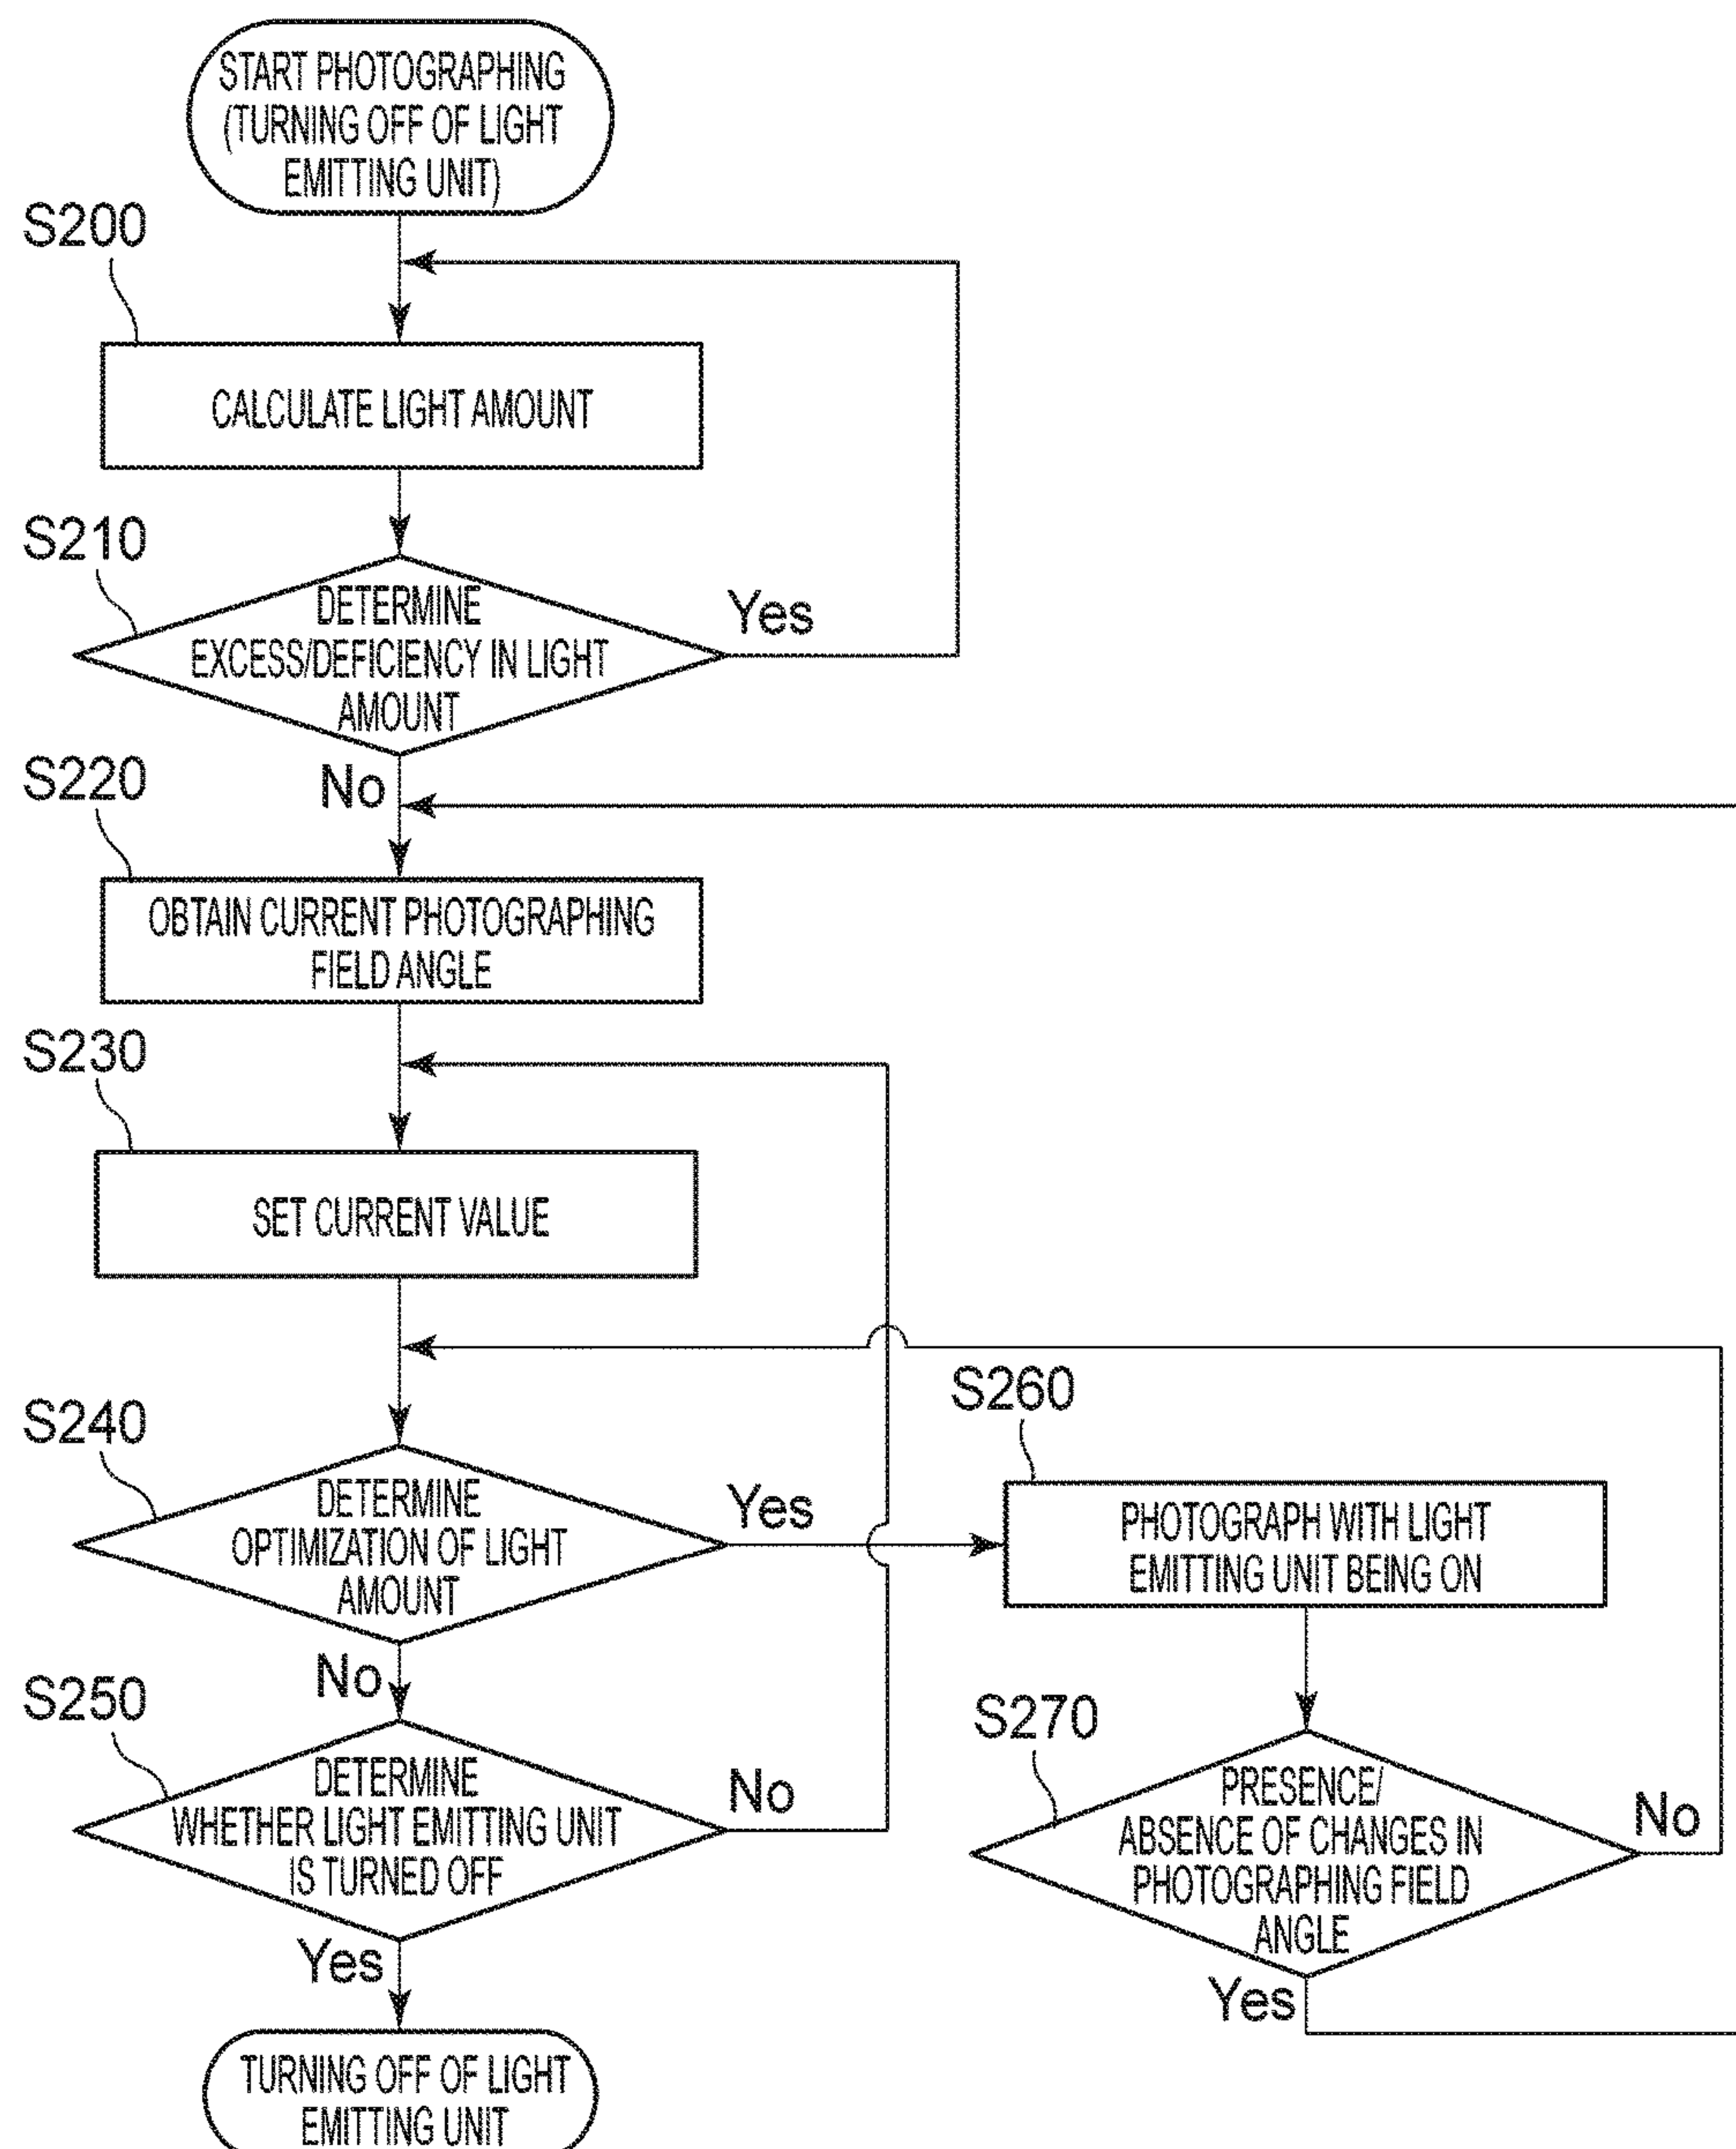 START PHOTOGRAPHING
(TURNING OFF OF LIGHT
EMITTING UNIT)
S200
CALCULATE LIGHT AMOUNT
S210
DETERMINE
EXCESS/DEFICIENCY IN LIGHT
AMOUNT
Yes
No
S220
OBTAIN CURRENT PHOTOGRAPHING
FIELD ANGLE
S230
SET CURRENT VALUE
S240
DETERMINE
OPTIMIZATION OF LIGHT
AMOUNT
Yes
No
S260
PHOTOGRAPH WITH LIGHT
EMITTING UNIT BEING ON
S250
DETERMINE
WHETHER LIGHT EMITTING UNIT
IS TURNED OFF
No
Yes
S270
PRESENCE/
ABSENCE OF CHANGES IN
PHOTOGRAPHING FIELD
ANGLE
No
Yes
TURNING OFF OF LIGHT
EMITTING UNIT